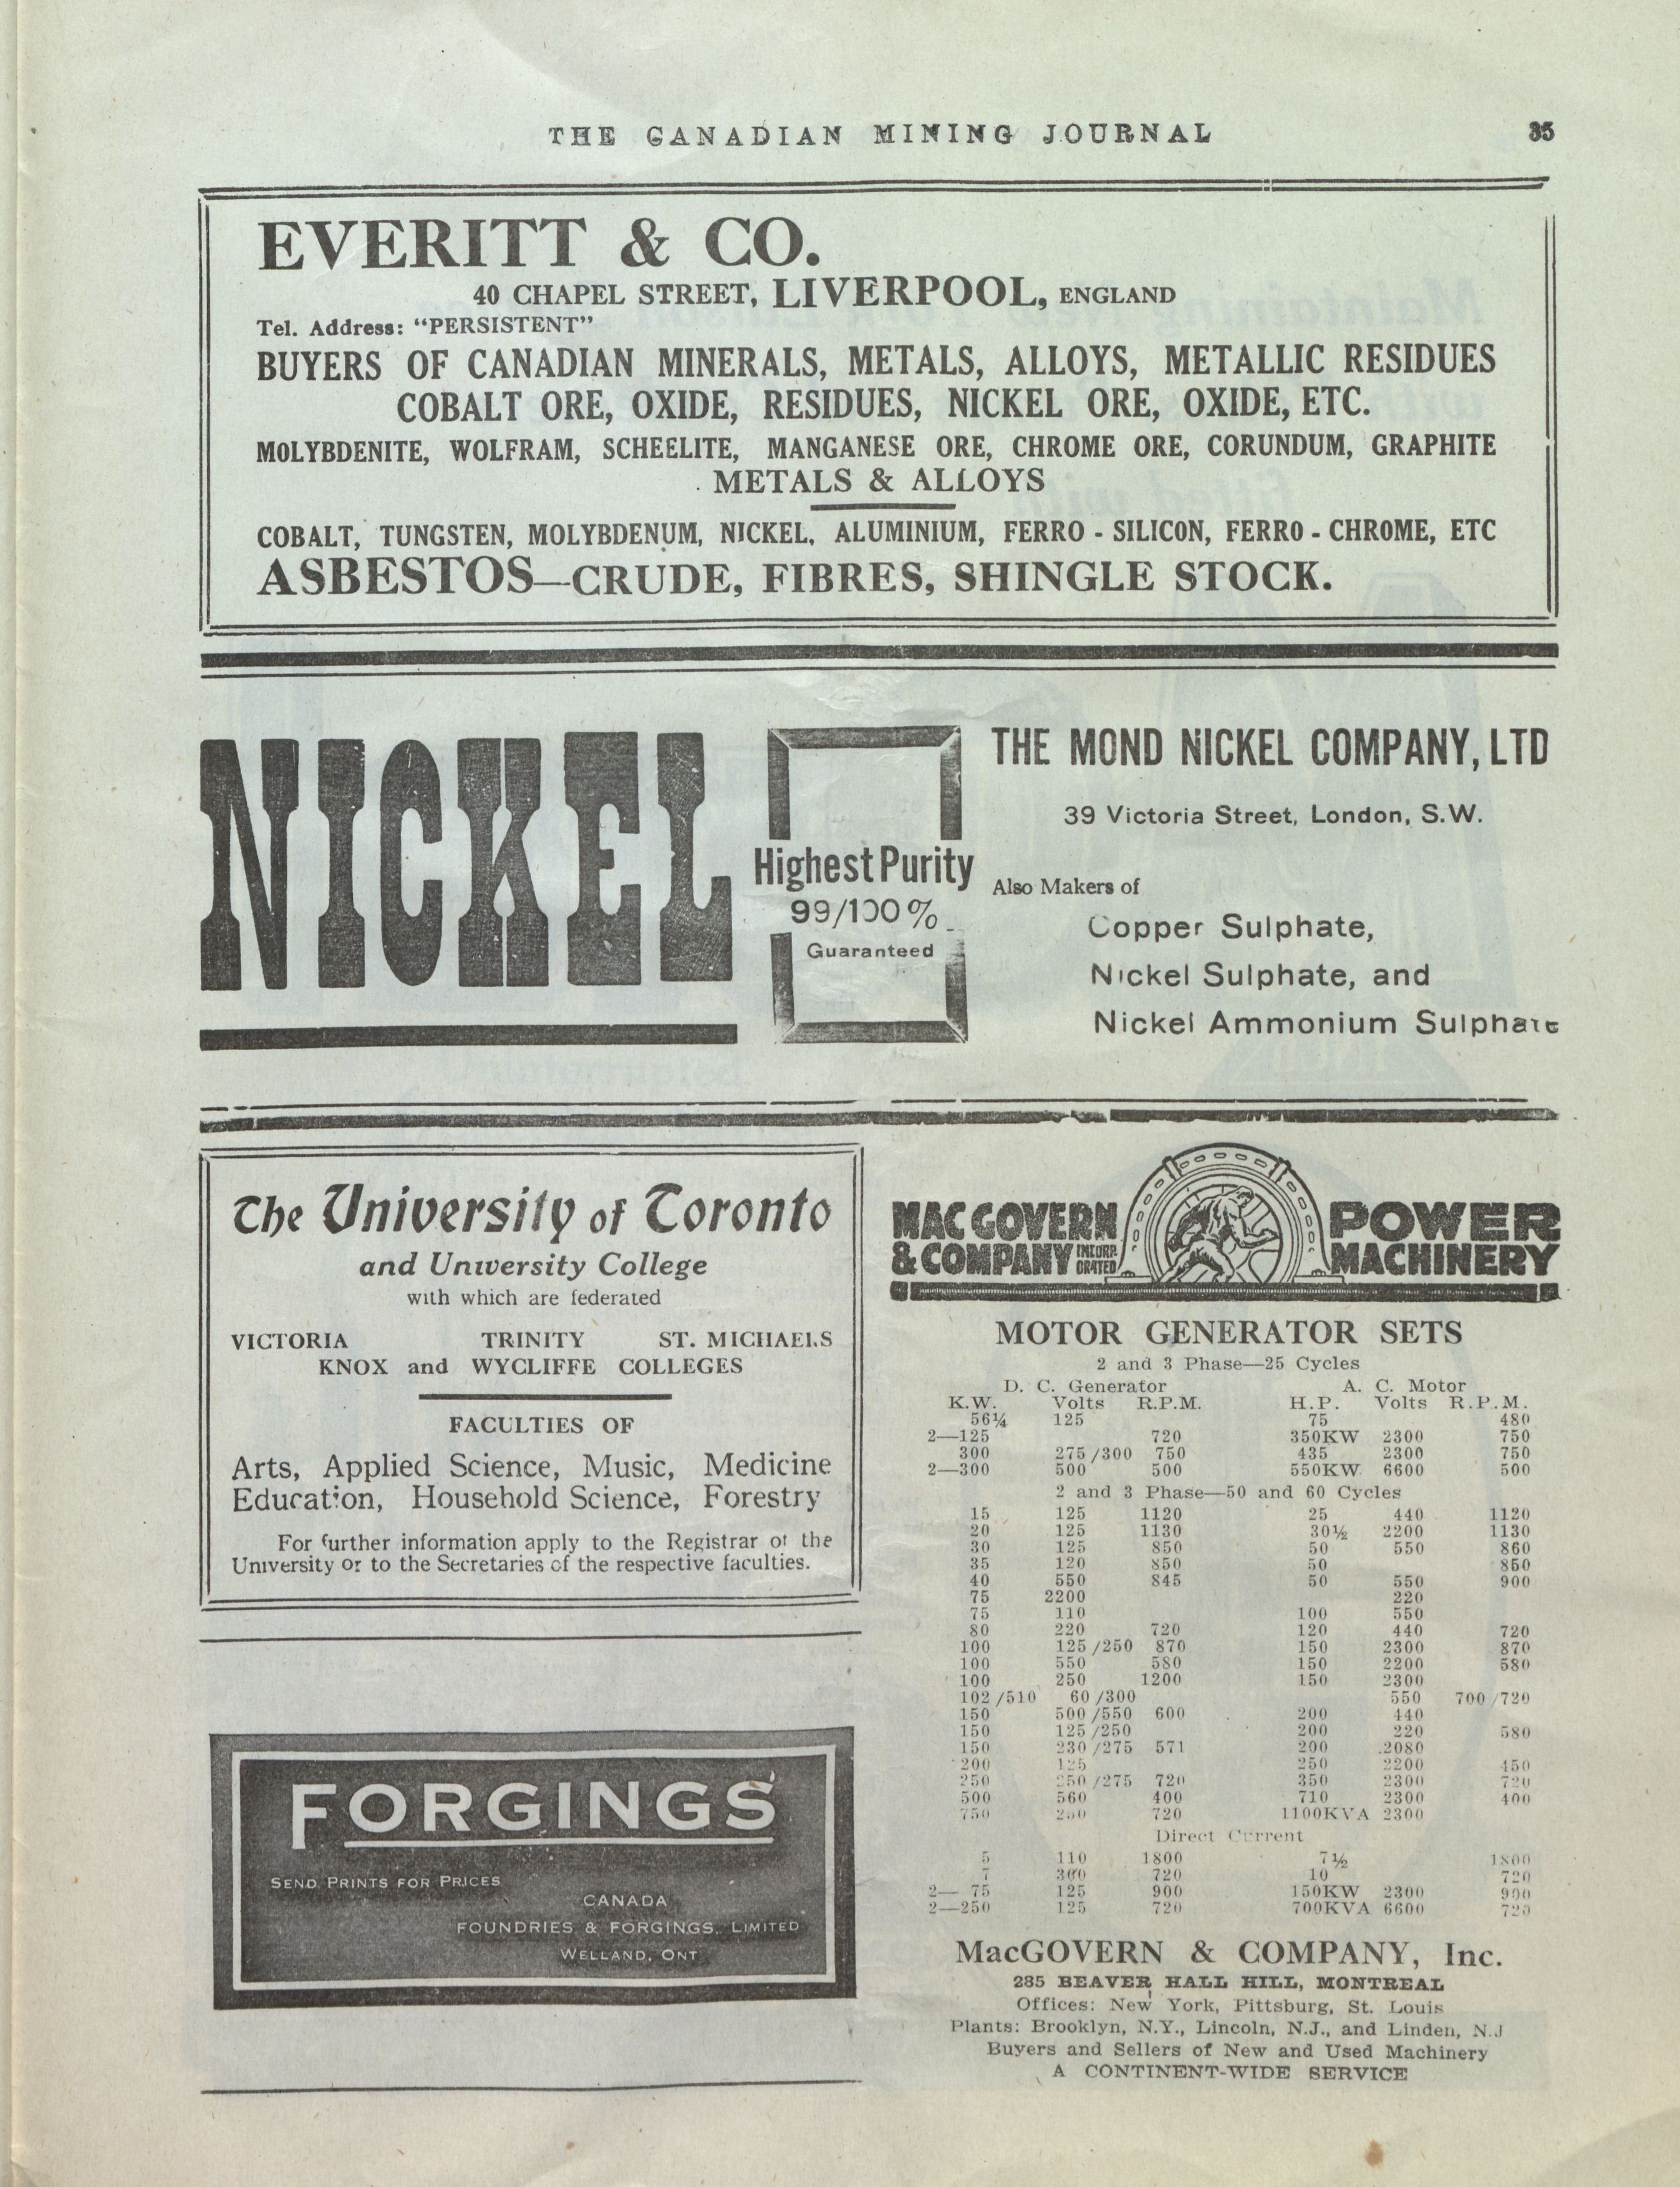 THE CANADIAN MINING JOURNAL 35
EVERITT & CO.
40 CHAPEL STREET, LIVERPOOL, ENGLAND
Tel. Address: "PERSISTENT"
BUYERS OF CANADIAN MINERALS, METALS, ALLOYS, METALLIC RESIDUES
COBALT ORE, OXIDE, RESIDUES, NICKEL ORE, OXIDE, ETC.
MOLYBDENITE, WOLFRAM, SCHEELITE, MANGANESE ORE, CHROME ORE, CORUNDUM, GRAPHITE
METALS & ALLOYS
COBALT, TUNGSTEN, MOLYBDENUM, NICKEL, ALUMINIUM, FERRO - SILICON, FERRO - CHROME, ETC
ASBESTOS—CRUDE, FIBRES, SHINGLE STOCK.
NICKEL
Highest Purity
99/100%
Guaranteed
THE MOND NICKEL COMPANY, LTD
39 Victoria Street, London, S.W.
Also Makers of
Copper Sulphate,
Nickel Sulphate, and
Nickel Ammonium Sulphate
The University of Toronto
and University College
with which are federated
VICTORIA TRINITY ST. MICHAELS
KNOX and WYCLIFFE COLLEGES
FACULTIES OF
Arts, Applied Science, Music, Medicine
Education, Household Science, Forestry
For further information apply to the Registrar of the
University or to the Secretaries of the respective faculties.
FORGINGS
SEND PRINTS FOR PRICES
CANADA
FOUNDRIES & FORGINGS, LIMITED
WELLAND, ONT
MACGOVERN
& COMPANY INCORPORATED
POWER
MACHINERY
MOTOR GENERATOR SETS
2 and 3 Phase—25 Cycles
D. C. Generator A. C. Motor
K.W. Volts R.P.M. H.P. Volts R.P.M.
56¼ 125 75 480
2—125 720 350KW 2300 750
300 275/300 750 435 2300 750
2—300 500 500 550KW 6600 500
2 and 3 Phase—50 and 60 Cycles
15 125 1120 25 440 1120
20 125 1130 30½ 2200 1130
30 125 850 50 550 860
35 120 850 50 850
40 550 845 50 550 900
75 2200 220
75 110 100 550
80 220 720 120 440 720
100 125/250 870 150 2300 870
100 550 580 150 2200 580
100 250 1200 150 2300
102/510 60/300 550 700/720
150 500/550 600 200 440
150 125/250 200 220 580
150 230/275 571 200 2080
200 125 250 2200 450
250 250/275 720 350 2300 720
500 560 400 710 2300 400
750 250 720 1100KVA 2300
Direct Current
5 110 1800 7½ 1800
7 300 720 10 720
2— 75 125 900 150KW 2300 900
2—250 125 720 700KVA 6600 720
MacGOVERN & COMPANY, Inc.
285 BEAVER HALL HILL, MONTREAL
Offices: New York, Pittsburg, St. Louis
Plants: Brooklyn, N.Y., Lincoln, N.J., and Linden, N.J
Buyers and Sellers of New and Used Machinery
A CONTINENT-WIDE SERVICE